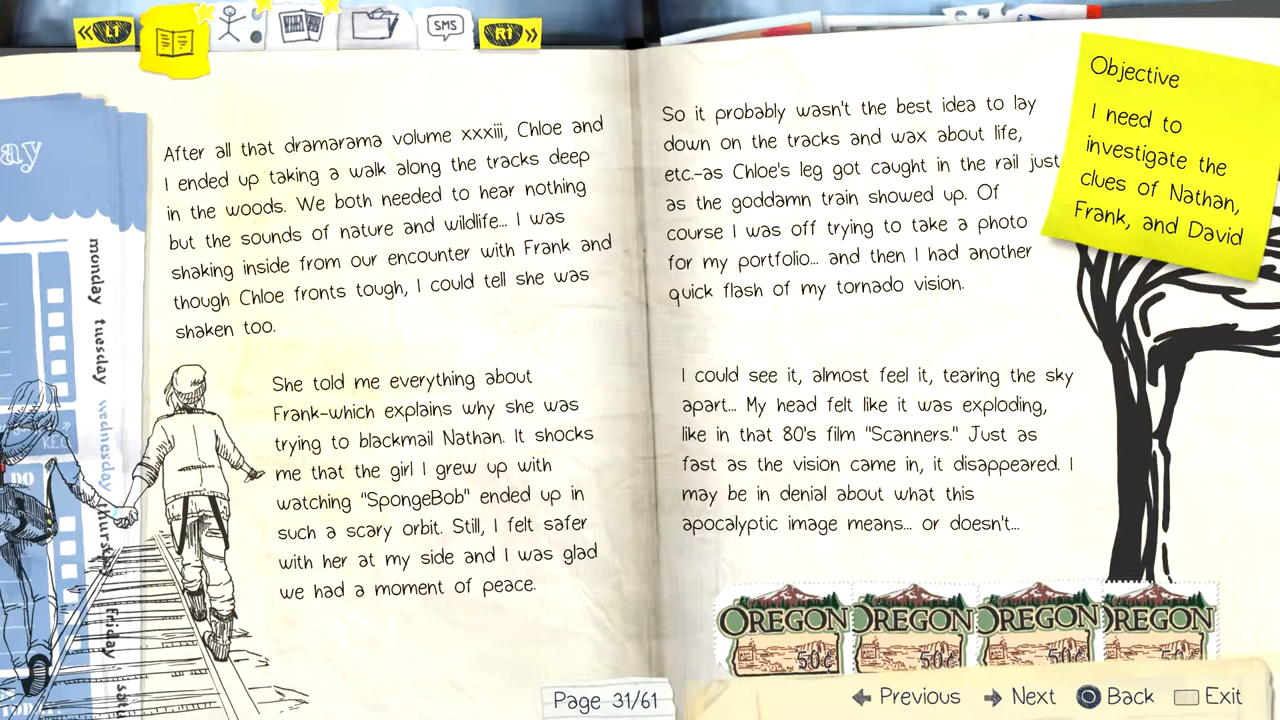 L1
SMS
R1
After all that dramarama volume xxxiii, Chloe and
I ended up taking a walk along the tracks deep
in the woods. We both needed to hear nothing
but the sounds of nature and wildlife... I was
shaking inside from our encounter with Frank and
though Chloe fronts tough, I could tell she was
shaken too.
She told me everything about
Frank-which explains why she was
trying to blackmail Nathan. It shocks
me that the girl I grew up with
watching "SpongeBob" ended up in
such a scary orbit. Still, I felt safer
with her at my side and I was glad
we had a moment of peace.
So it probably wasn't the best idea to lay
down on the tracks and wax about life,
etc.-as Chloe's leg got caught in the rail just
as the goddamn train showed up. Of
course I was off trying to take a photo
for my portfolio... and then I had another
quick flash of my tornado vision.
I could see it, almost feel it, tearing the sky
apart... My head felt like it was exploding,
like in that 80s film "Scanners." Just as
fast as the vision came in, it disappeared. I
may be in denial about what this
apocalyptic image means... or doesn't...
Objective
I need to
investigate the
clues of Nathan,
Frank, and David
ay
monday
tuesday
wednesday
thursday
friday
no
OREGON OREGON OREGON OREGON
50¢ 50¢ 50¢
Page 31/61
Previous Next Back Exit